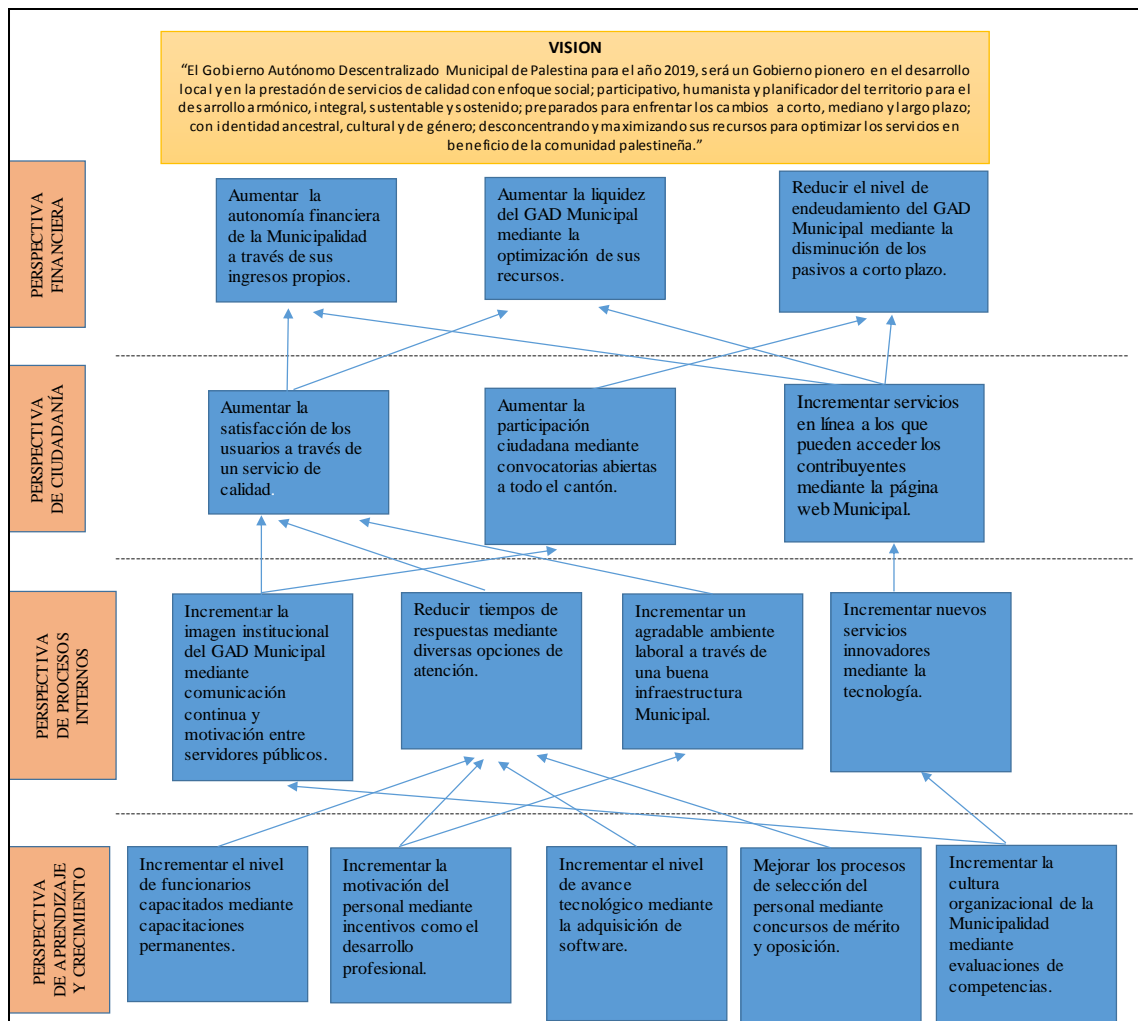 VISION
“El Gobierno Autónomo Descentralizado Municipal de Palestina para el año 2019, será un Gobierno pionero en el desarrollo
local y en la prestación de servicios de calidad con enfoque social; participativo, humanista y planificador del territorio para el
desarrollo armónico, integral, sustentable y sostenido; preparados para enfrentar los cambios a corto, mediano y largo plazo;
con identidad ancestral, cultural y de género; desconcentrando y maximizando sus recursos para optimizar los servicios en
beneficio de la comunidad palestineña.”
PERSPECTIVA
FINANCIERA
Aumentar la
autonomía financiera
de la Municipalidad
a través de sus
ingresos propios.
Aumentar la liquidez
del GAD Municipal
mediante la
optimización de sus
recursos.
Reducir el nivel de
endeudamiento del GAD
Municipal mediante la
disminución de los
pasivos a corto plazo.
PERSPECTIVA
DE CIUDADANÍA
Aumentar la
satisfacción de los
usuarios a través de
un servicio de
calidad.
Aumentar la
participación
ciudadana mediante
convocatorias abiertas
a todo el cantón.
Incrementar servicios
en línea a los que
pueden acceder los
contribuyentes
mediante la página
web Municipal.
PERSPECTIVA
DE PROCESOS
INTERNOS
Incrementar la
imagen institucional
del GAD Municipal
mediante
comunicación
continua y
motivación entre
servidores públicos.
Reducir tiempos de
respuestas mediante
diversas opciones de
atención.
Incrementar un
agradable ambiente
laboral a través de
una buena
infraestructura
Municipal.
Incrementar nuevos
servicios
innovadores
mediante la
tecnología.
PERSPECTIVA
DE APRENDIZAJE
Y CRECIMIENTO
Incrementar el nivel
de funcionarios
capacitados mediante
capacitaciones
permanentes.
Incrementar la
motivación del
personal mediante
incentivos como el
desarrollo
profesional.
Incrementar el nivel
de avance
tecnológico mediante
la adquisición de
software.
Mejorar los procesos
de selección del
personal mediante
concursos de mérito
y oposición.
Incrementar la
cultura
organizacional de la
Municipalidad
mediante
evaluaciones de
competencias.